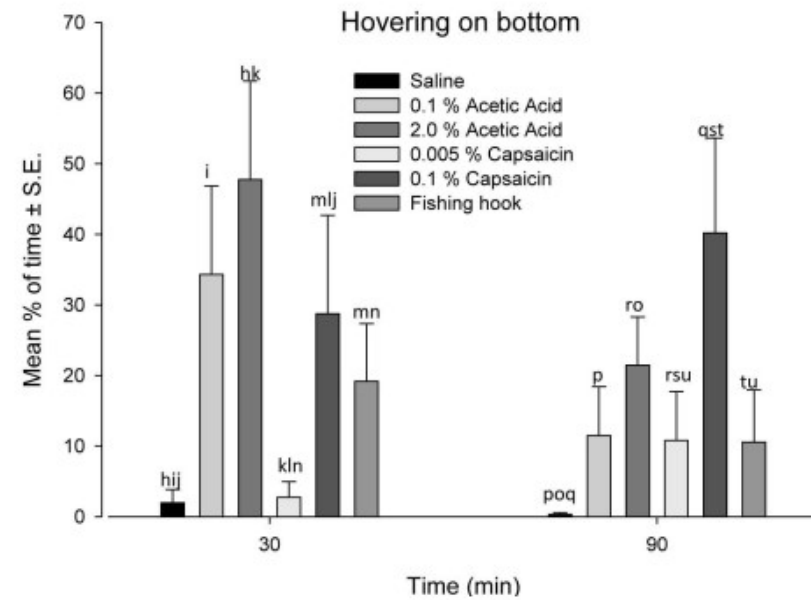 Hovering on bottom
Mean % of time ± S.E.
70
60
50
40
30
20
10
0
Saline
0.1 % Acetic Acid
2.0 % Acetic Acid
0.005 % Capsaicin
0.1 % Capsaicin
Fishing hook
hij
i
hk
kln
mlj
mn
poq
p
ro
rsu
qst
tu
30
90
Time (min)